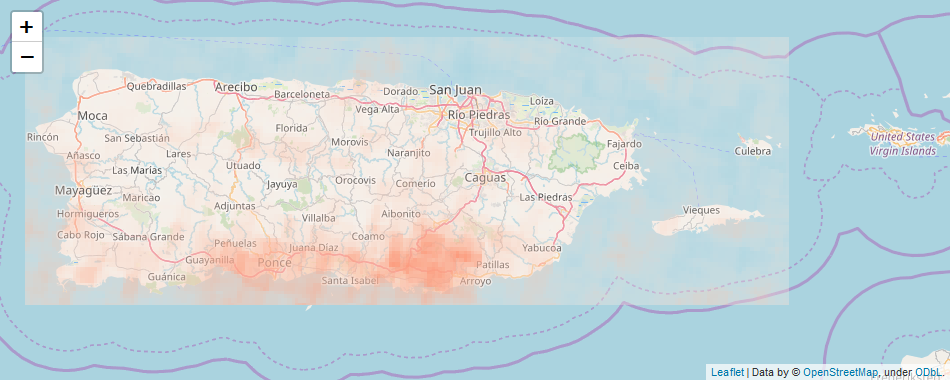 +
−
Quebradillas
Arecibo
Barceloneta
Dorado
San Juan
Loiza
Moca
Vega Alta
Río Piedras
Río Grande
Rincón
San Sebastián
Florida
Morovis
Trujillo Alto
Fajardo
United States
Virgin Islands
Añasco
Lares
Naranjito
Culebra
Las Marías
Utuado
Ceiba
Mayagüez
Jayuya
Orocovis
Comerio
Caguas
Maricao
Las Piedras
Hormigueros
Adjuntas
Villalba
Aibonito
Vieques
Cabo Rojo
Sábana Grande
Peñuelas
Juana Díaz
Coamo
Yabucoa
Guayanilla
Ponce
Patillas
Guánica
Santa Isabel
Arroyo
Leaflet | Data by © OpenStreetMap, under ODbL.